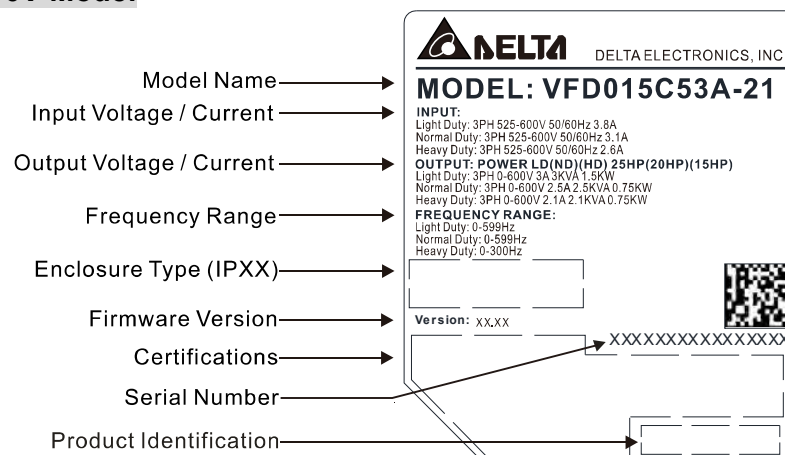 DELTA DELTA ELECTRONICS, INC
Model Name
MODEL: VFD015C53A-21
Input Voltage / Current
INPUT:
Light Duty: 3PH 525-600V 50/60Hz 3.8A
Normal Duty: 3PH 525-600V 50/60Hz 3.1A
Heavy Duty: 3PH 525-600V 50/60Hz 2.6A
Output Voltage / Current
OUTPUT: POWER LD(ND)(HD) 25HP(20HP)(15HP)
Light Duty: 3PH 0-600V 3A 3KVA 1.5KW
Normal Duty: 3PH 0-600V 2.5A 2.5KVA 0.75KW
Heavy Duty: 3PH 0-600V 2.1A 2.1KVA 0.75KW
Frequency Range
FREQUENCY RANGE:
Light Duty: 0-599Hz
Normal Duty: 0-599Hz
Heavy Duty: 0-300Hz
Enclosure Type (IPXX)
Firmware Version
Version: XX.XX
Certifications
XXXXXXXXXXXXXXXX
Serial Number
Product Identification